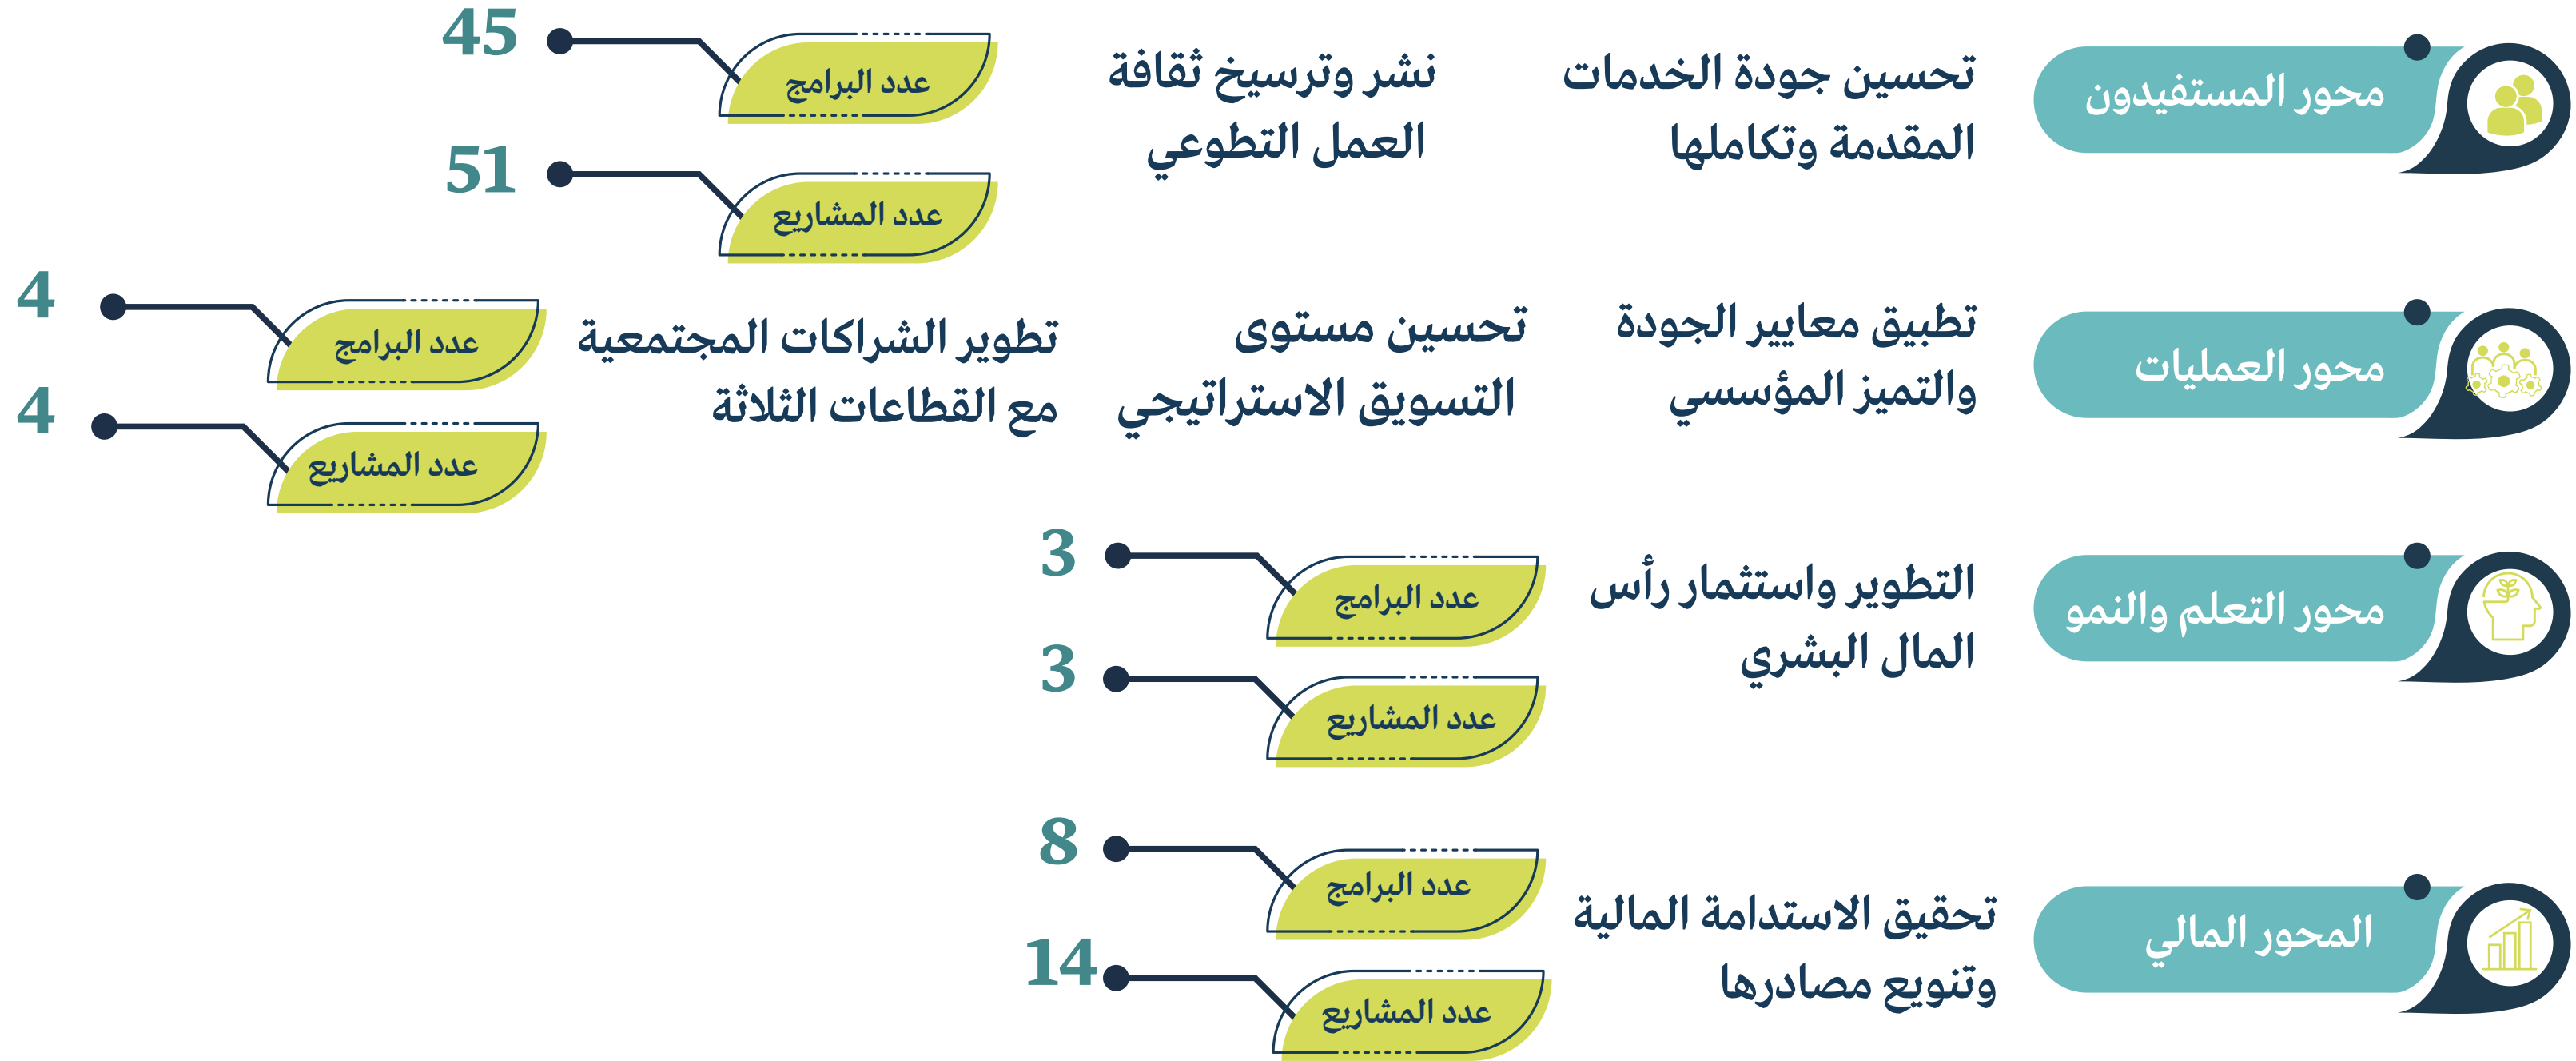 محور المستفيدون
تحسين جودة الخدمات
المقدمة وتكاملها
نشر وترسيخ ثقافة
العمل التطوعي
عدد البرامج
45
عدد المشاريع
51
محور العمليات
تطبيق معايير الجودة
والتميز المؤسسي
تحسين مستوى
التسويق الاستراتيجي
تطوير الشراكات المجتمعية
مع القطاعات الثلاثة
عدد البرامج
4
عدد المشاريع
4
محور التعلم والنمو
التطوير واستثمار رأس
المال البشري
عدد البرامج
3
عدد المشاريع
3
المحور المالي
تحقيق الاستدامة المالية
وتنويع مصادرها
عدد البرامج
8
عدد المشاريع
14